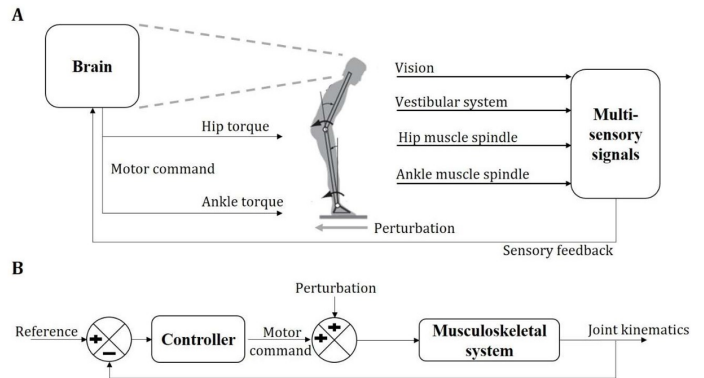 A
Brain
Vision
Vestibular system
Hip muscle spindle
Ankle muscle spindle
Multi-
sensory
signals
Hip torque
Motor command
Ankle torque
Perturbation
Sensory feedback
B
Perturbation
Reference
+
−
Controller
Motor
command
+
+
Musculoskeletal
system
Joint kinematics